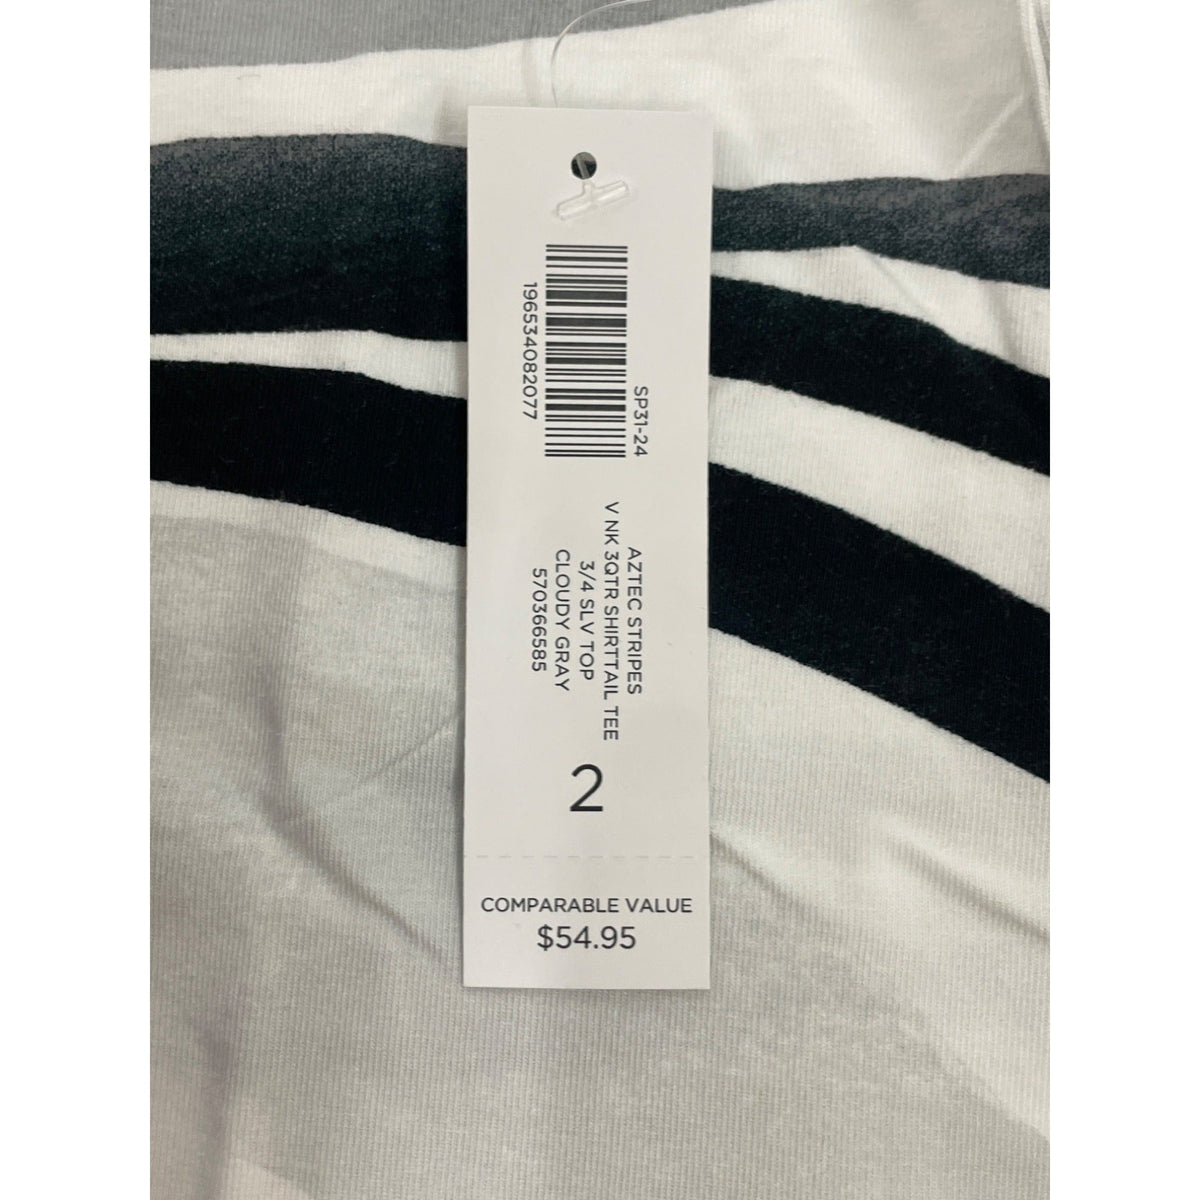 196534082077
SP31-24
AZTEC STRIPES
V NK 3QTR SHIRTTAIL TEE
3/4 SLV TOP
CLOUDY GRAY
570366585
2
COMPARABLE VALUE
$54.95